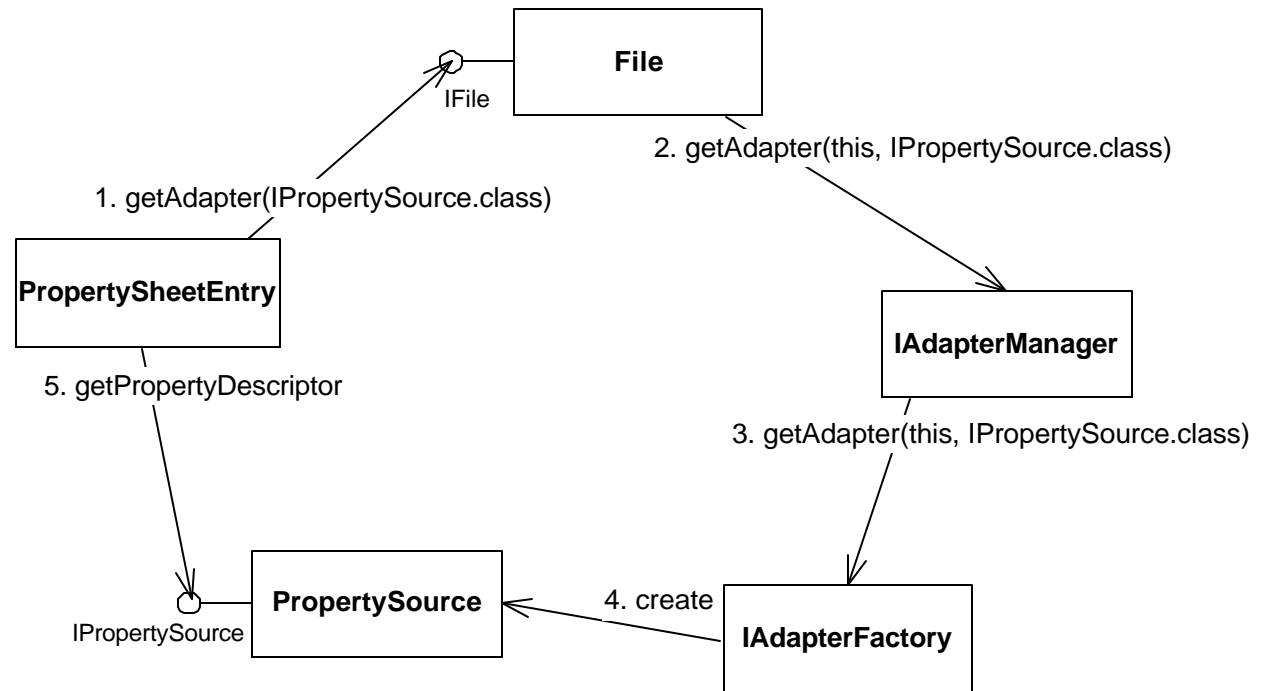 File
IFile
2. getAdapter(this, IPropertySource.class)
1. getAdapter(IPropertySource.class)
PropertySheetEntry
IAdapterManager
5. getPropertyDescriptor
3. getAdapter(this, IPropertySource.class)
PropertySource
4. create
IPropertySource
IAdapterFactory